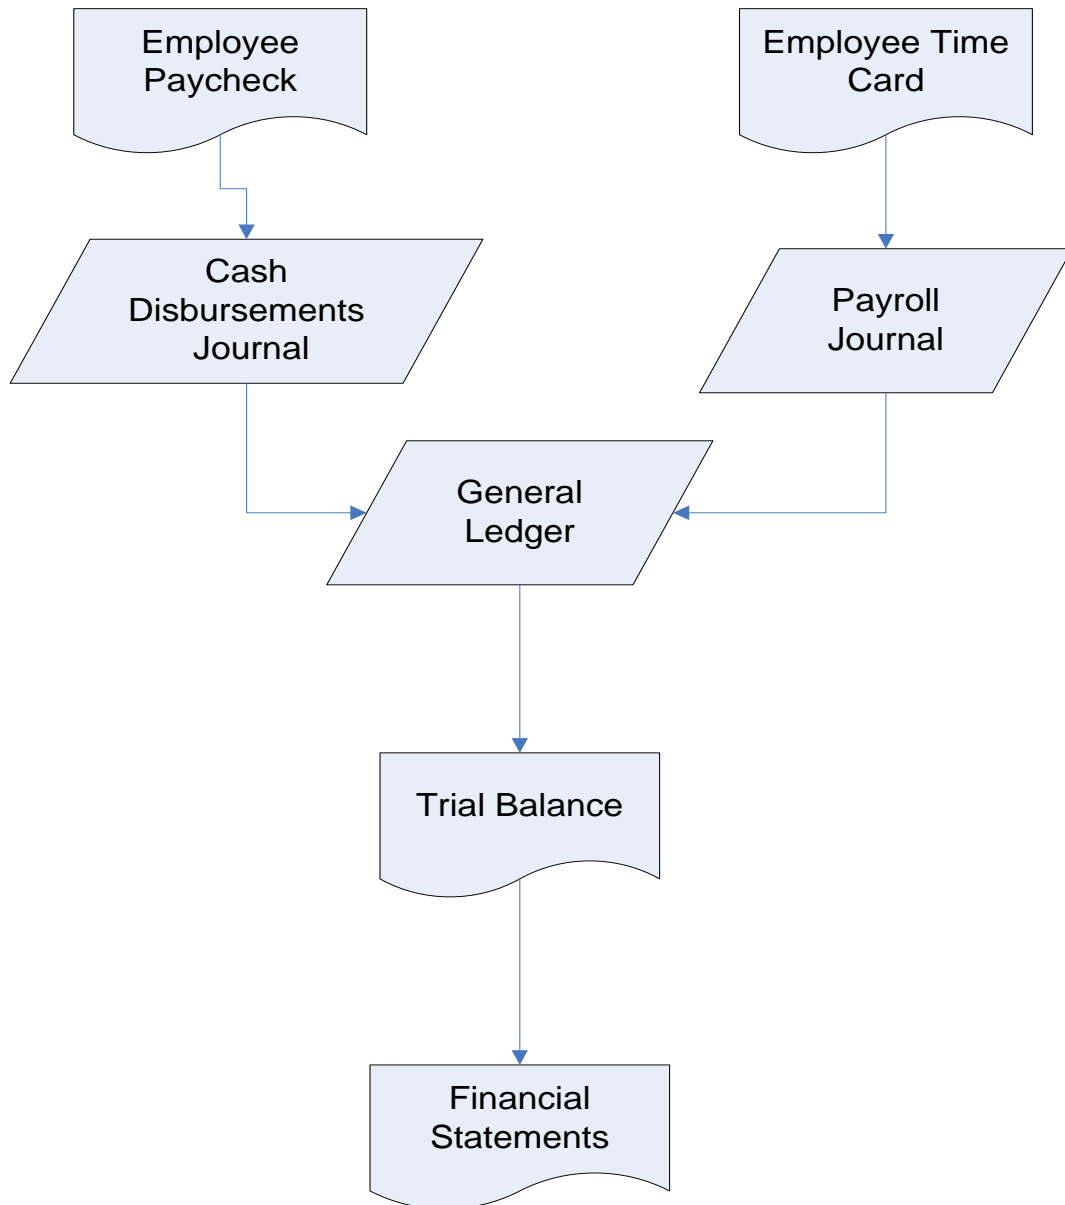 Employee
Paycheck
Employee Time
Card
Cash
Disbursements
Journal
Payroll
Journal
General
Ledger
Trial Balance
Financial
Statements